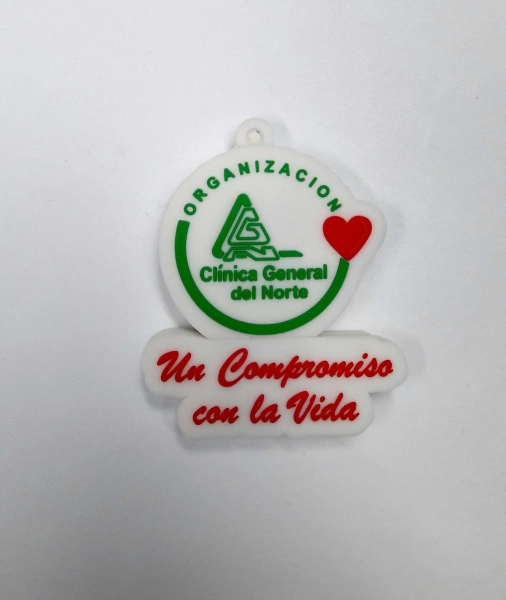 ORGANIZACION
Clínica General
del Norte
Un Compromiso
con la Vida